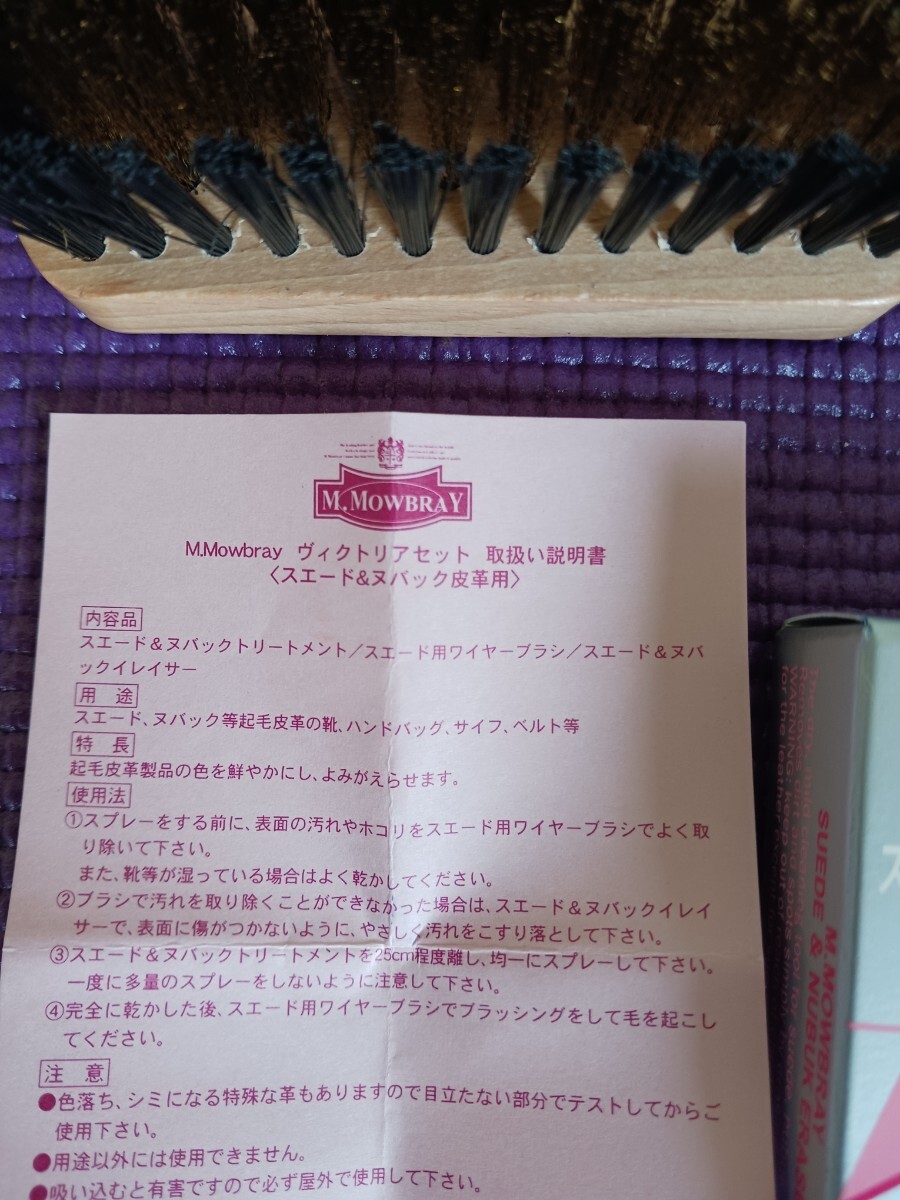 M.MOWBRAY
M.Mowbray ヴィクトリアセット 取扱い説明書
〈スエード&ヌバック皮革用〉
内容品
スエード＆ヌバックトリートメント／スエード用ワイヤーブラシ／スエード＆ヌバ
ックイレイサー
用 途
スエード、ヌバック等起毛皮革の靴、ハンドバッグ、サイフ、ベルト等
特 長
起毛皮革製品の色を鮮やかにし、よみがえらせます。
使用法
①スプレーをする前に、表面の汚れやホコリをスエード用ワイヤーブラシでよく取
り除いて下さい。
また、靴等が湿っている場合はよく乾かしてください。
②ブラシで汚れを取り除くことができなかった場合は、スエード＆ヌバックイレイ
サーで、表面に傷がつかないように、やさしく汚れをこすり落として下さい。
③スエード＆ヌバックトリートメントを25cm程度離し、均一にスプレーして下さい。
一度に多量のスプレーをしないように注意して下さい。
④完全に乾かした後、スエード用ワイヤーブラシでブラッシングをして毛を起こし
てください。
注 意
●色落ち、シミになる特殊な革もありますので目立たない部分でテストしてからご
使用下さい。
●用途以外には使用できません。
●吸い込むと有害ですので必ず屋外で使用して下さい。
M.MOWBRAY
SUEDE & NUBUK ERAS
WARNING : Keep out
for the leather.